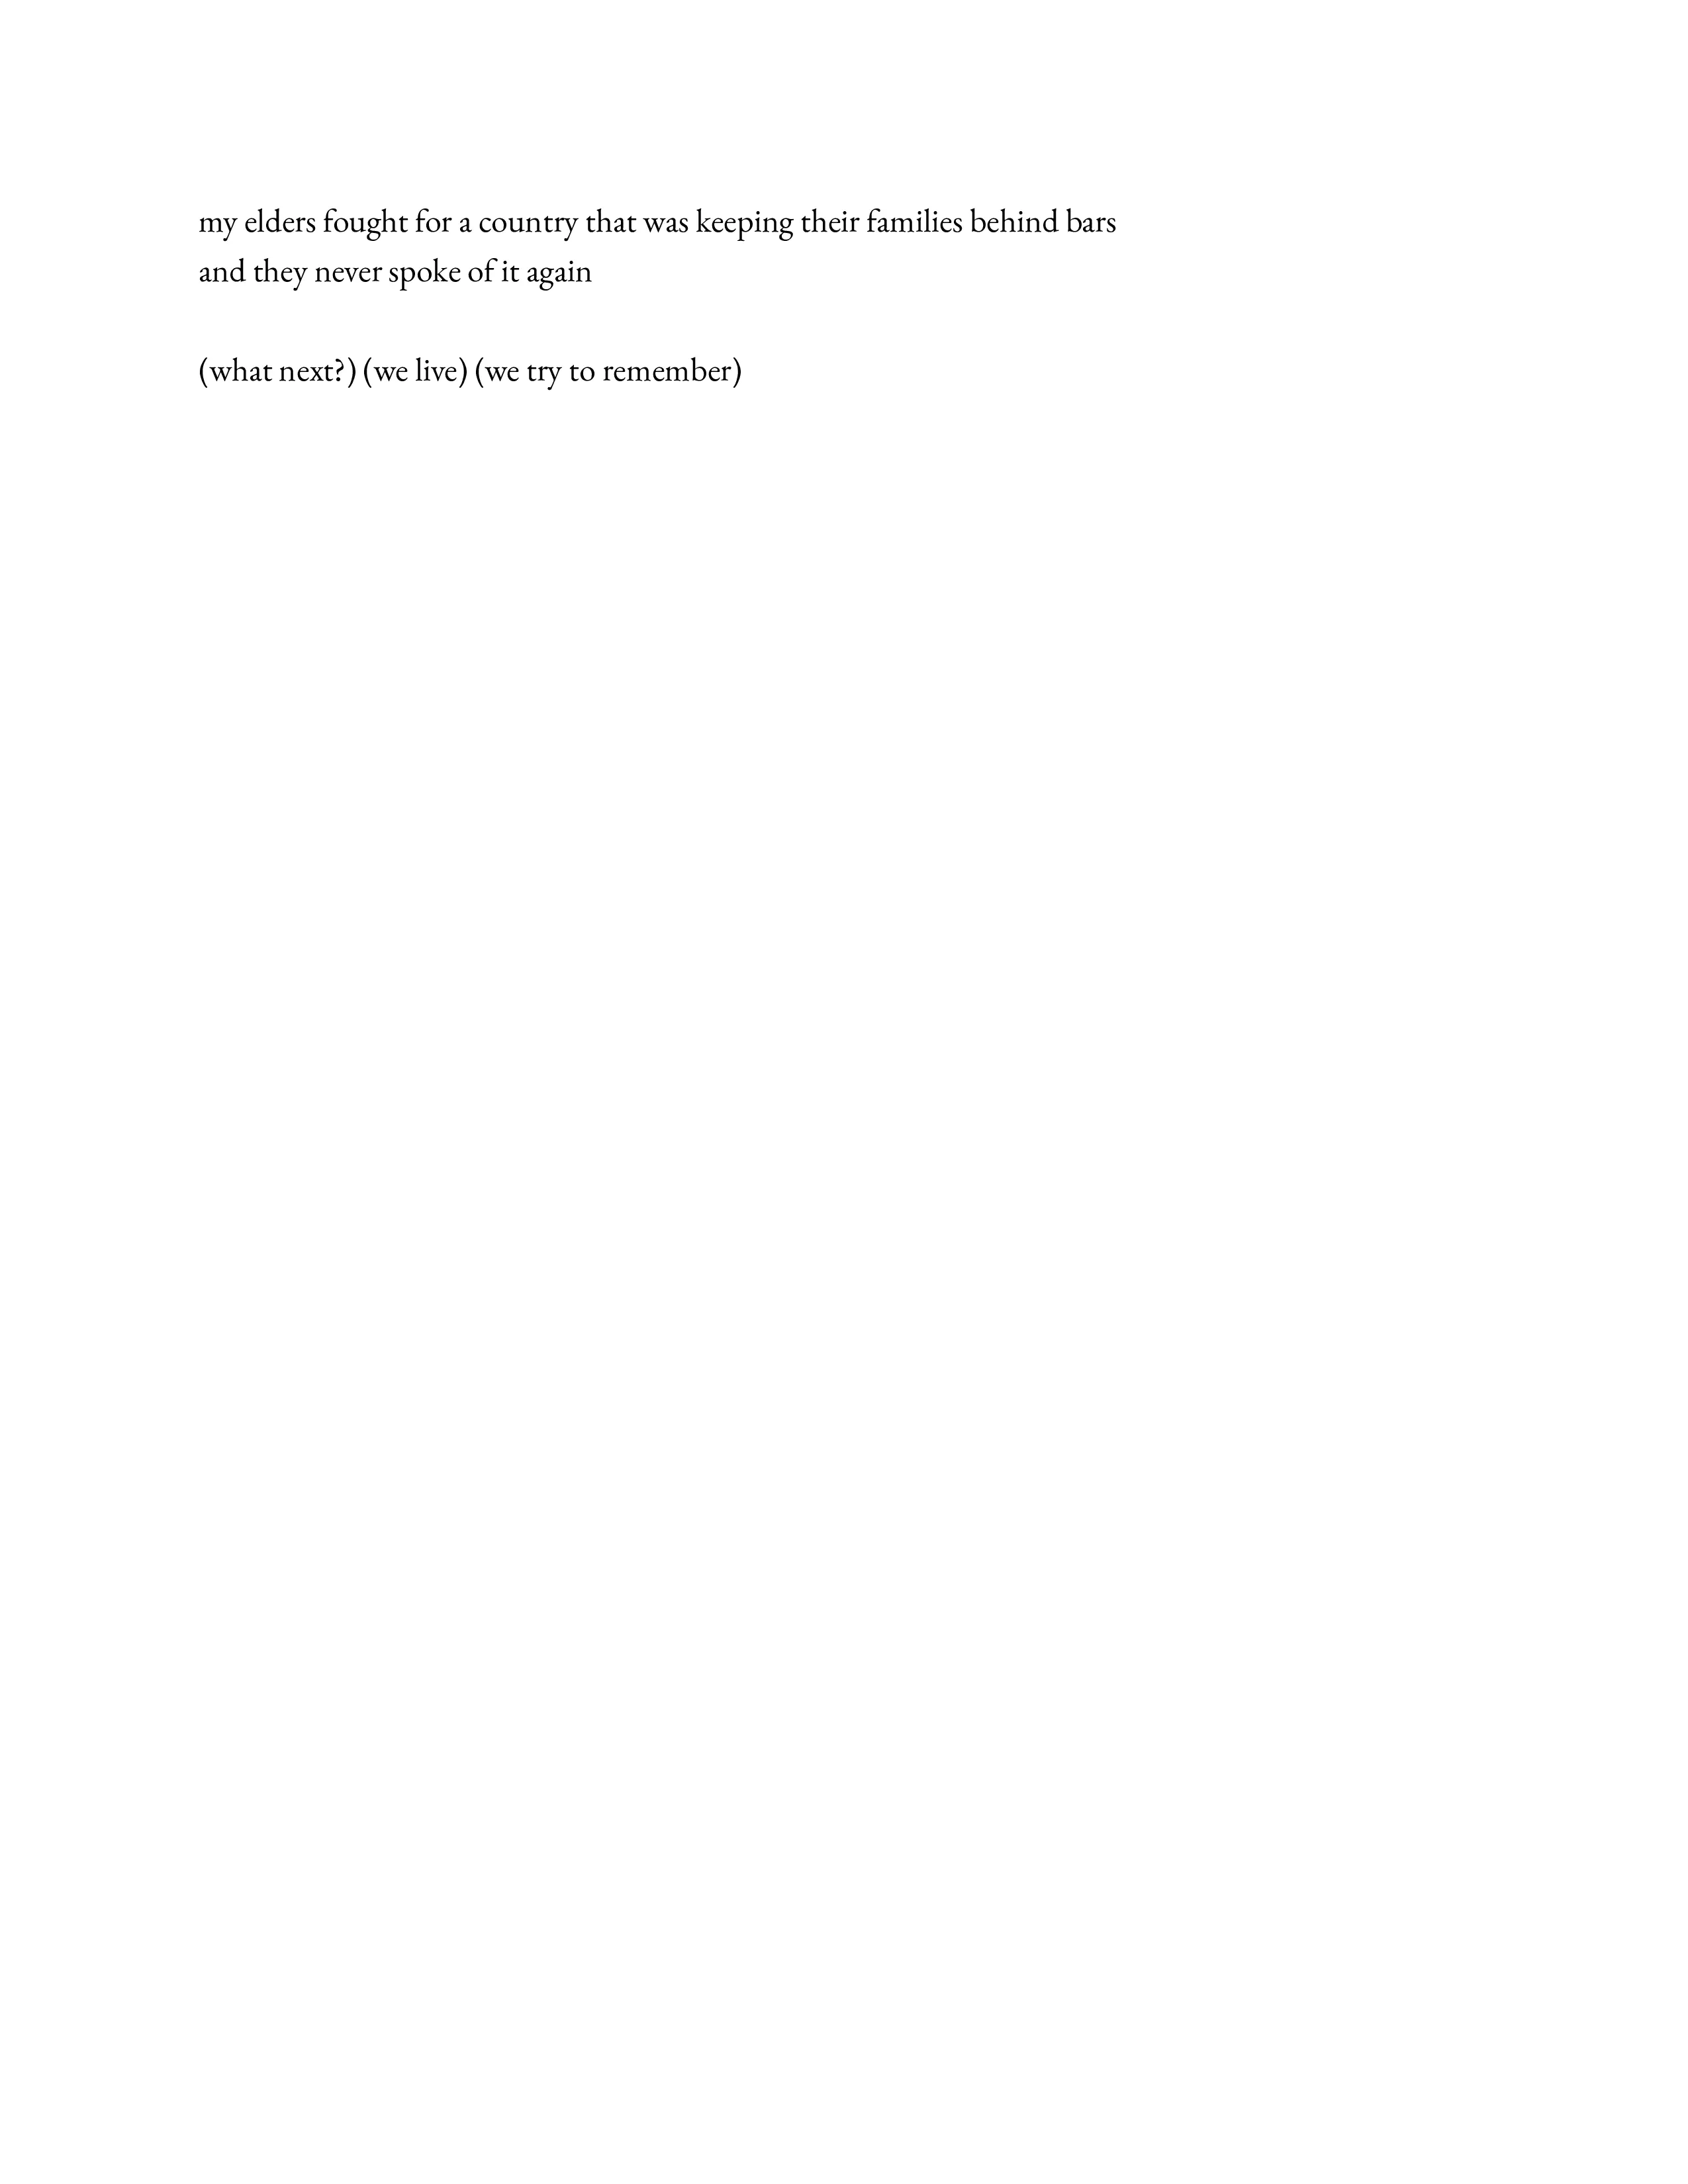 my elders fought for a country that was keeping their families behind bars
and they never spoke of it again
(what next?) (we live) (we try to remember)